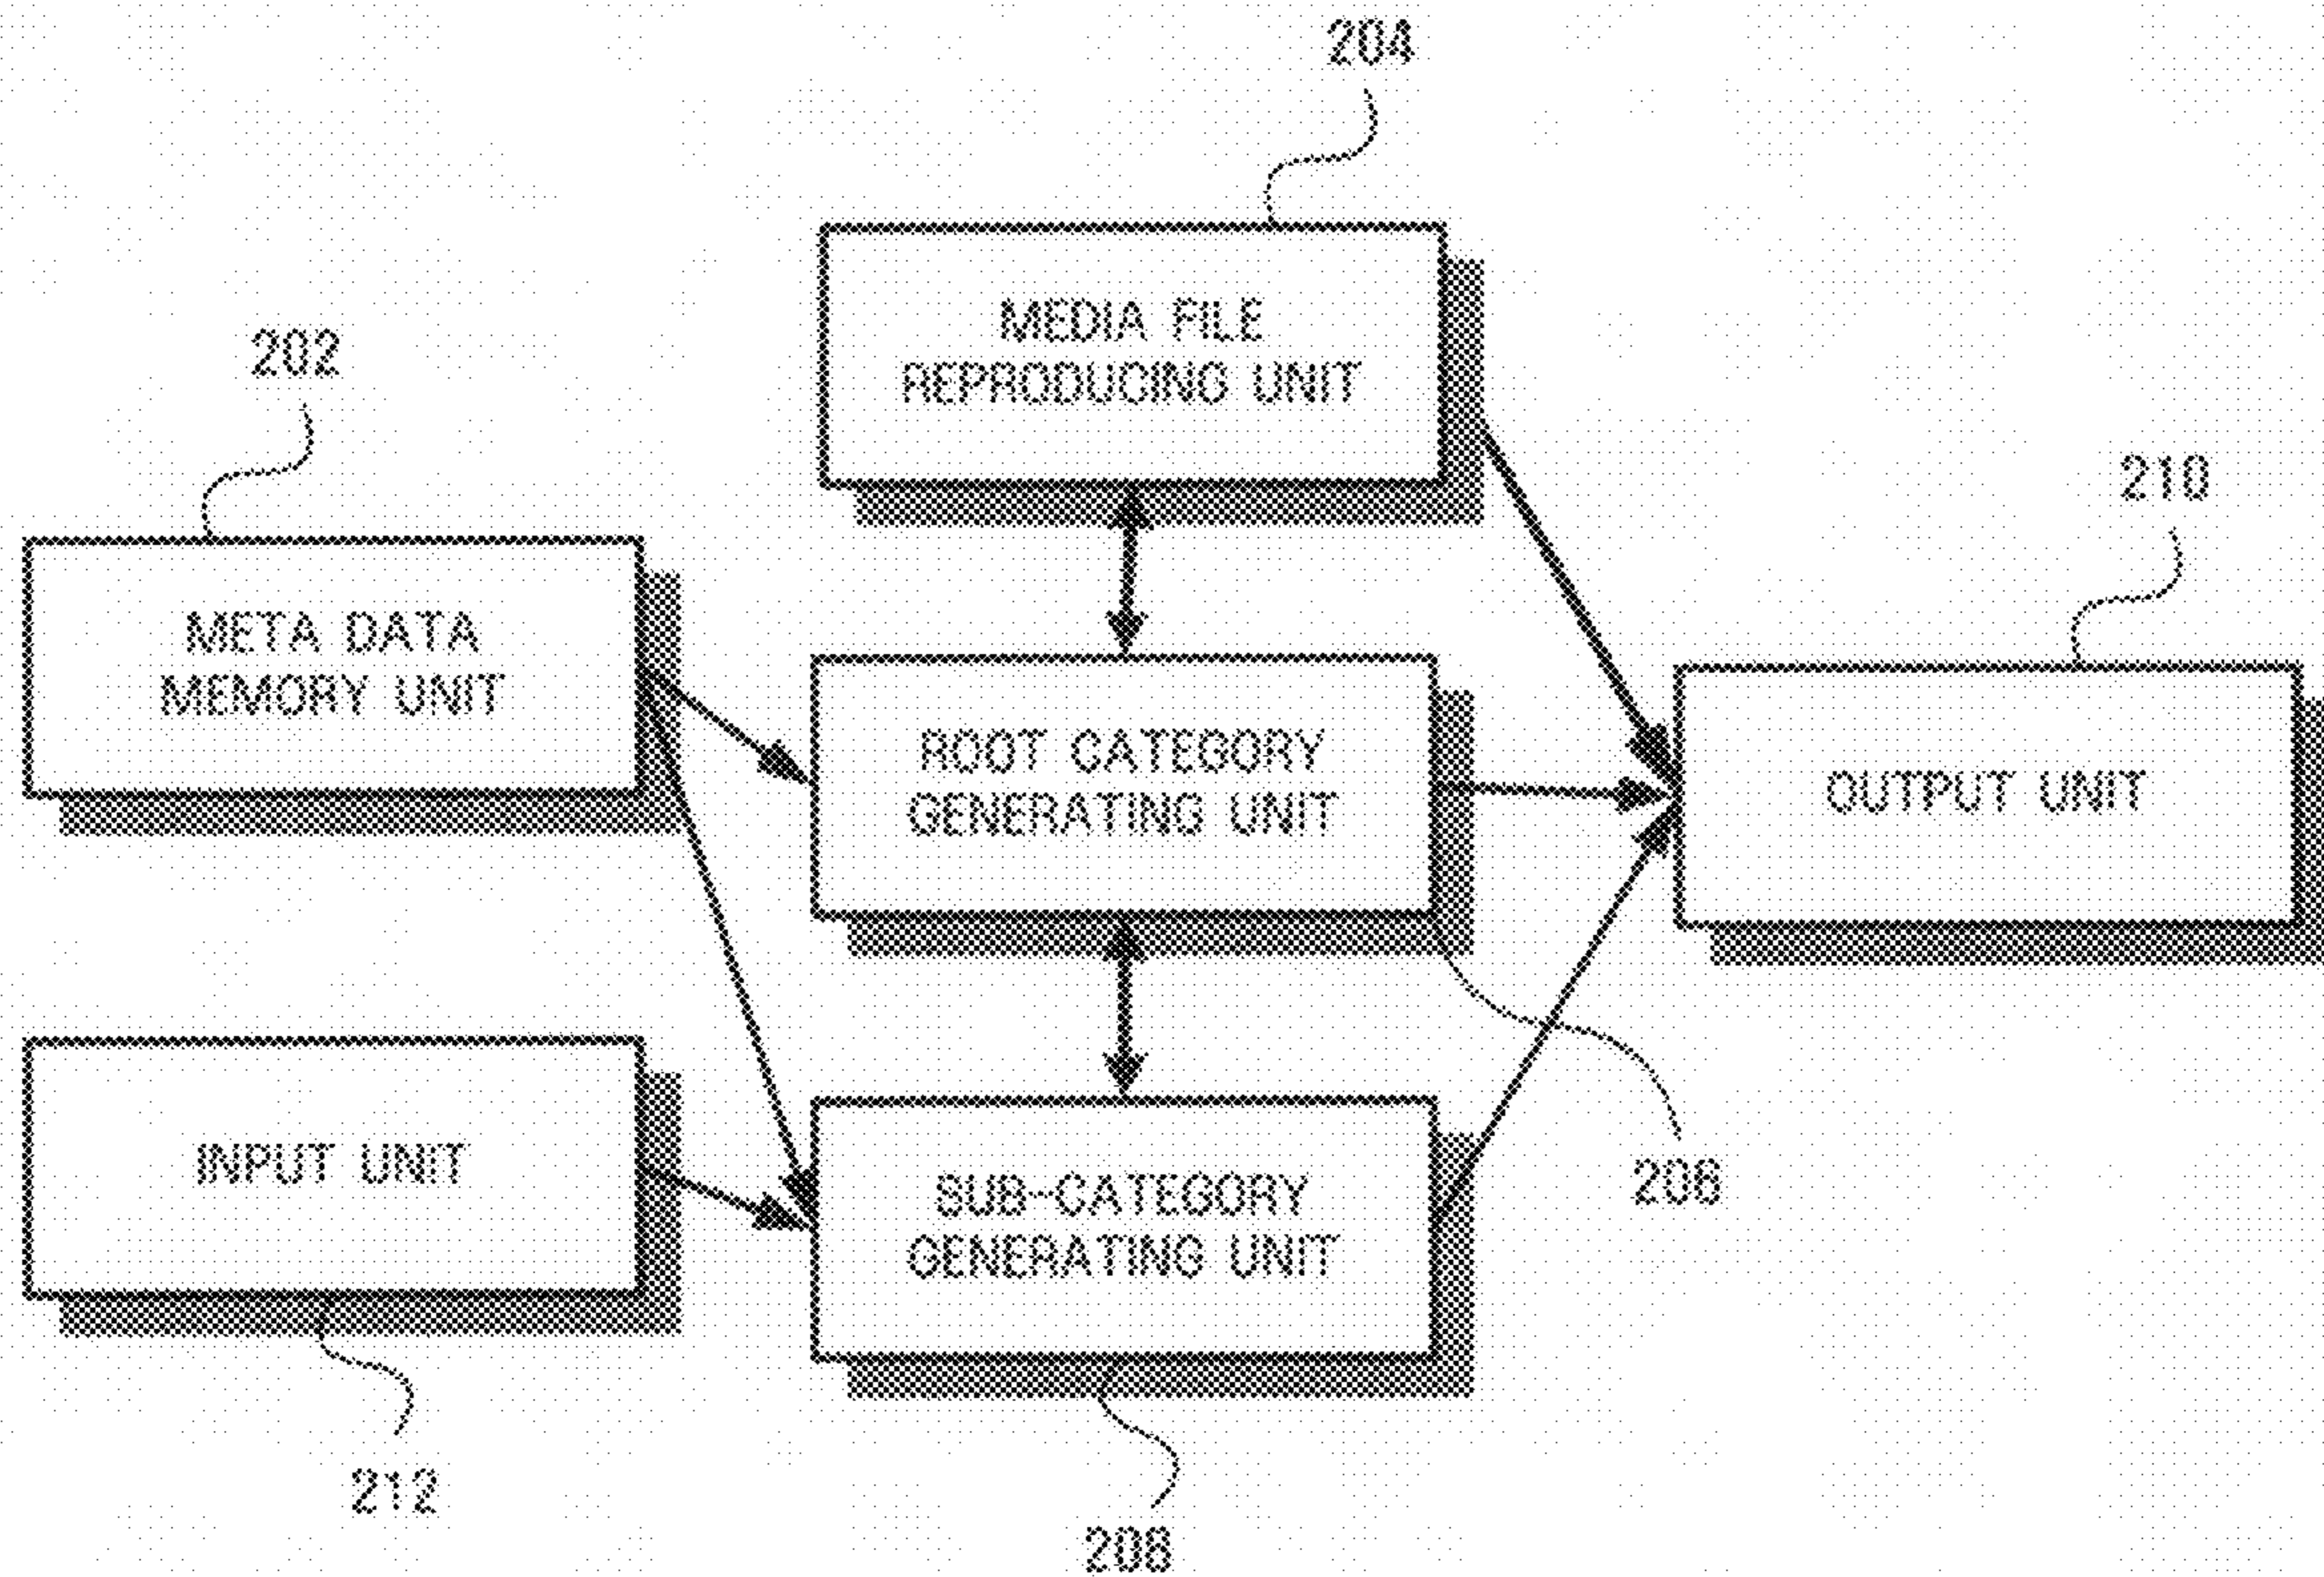 204
MEDIA FILE
REPRODUCING UNIT
202
210
META DATA
MEMORY UNIT
ROOT CATEGORY
GENERATING UNIT
OUTPUT UNIT
INPUT UNIT
206
SUB-CATEGORY
GENERATING UNIT
212
208